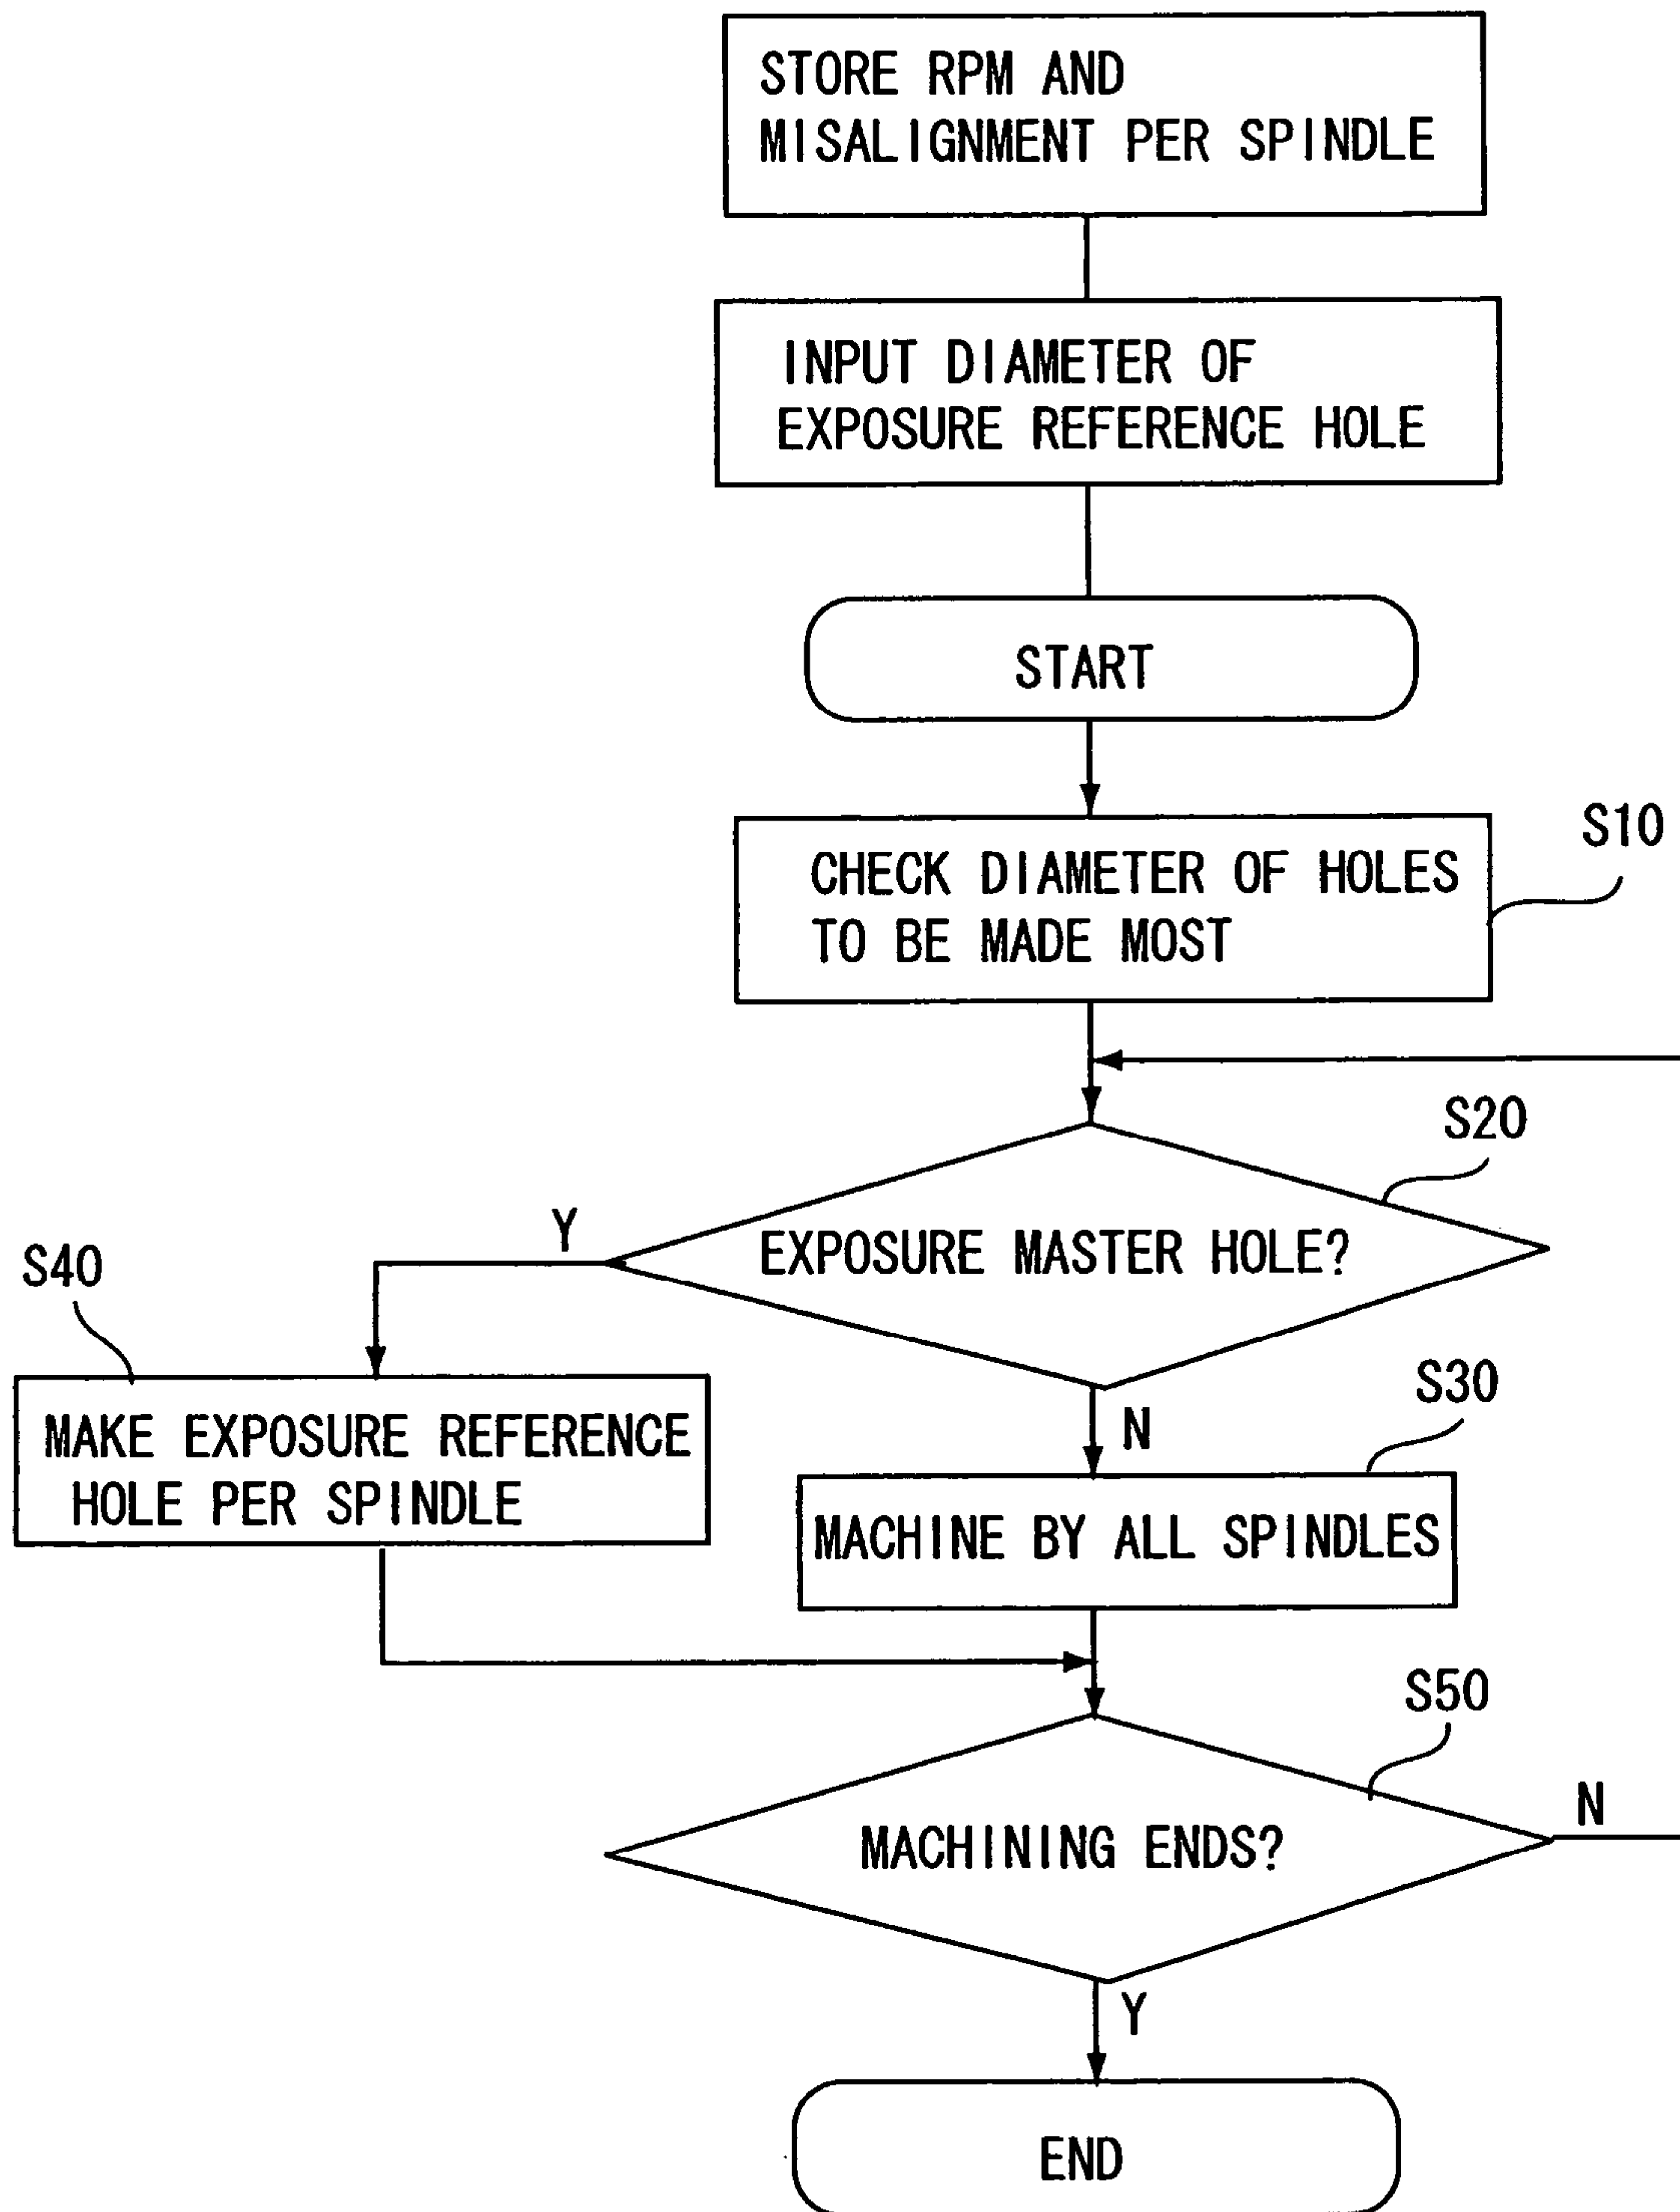 STORE RPM AND
MISALIGNMENT PER SPINDLE
INPUT DIAMETER OF
EXPOSURE REFERENCE HOLE
START
S10
CHECK DIAMETER OF HOLES
TO BE MADE MOST
S20
EXPOSURE MASTER HOLE?
Y
S40
MAKE EXPOSURE REFERENCE
HOLE PER SPINDLE
N
S30
MACHINE BY ALL SPINDLES
S50
MACHINING ENDS?
N
Y
END